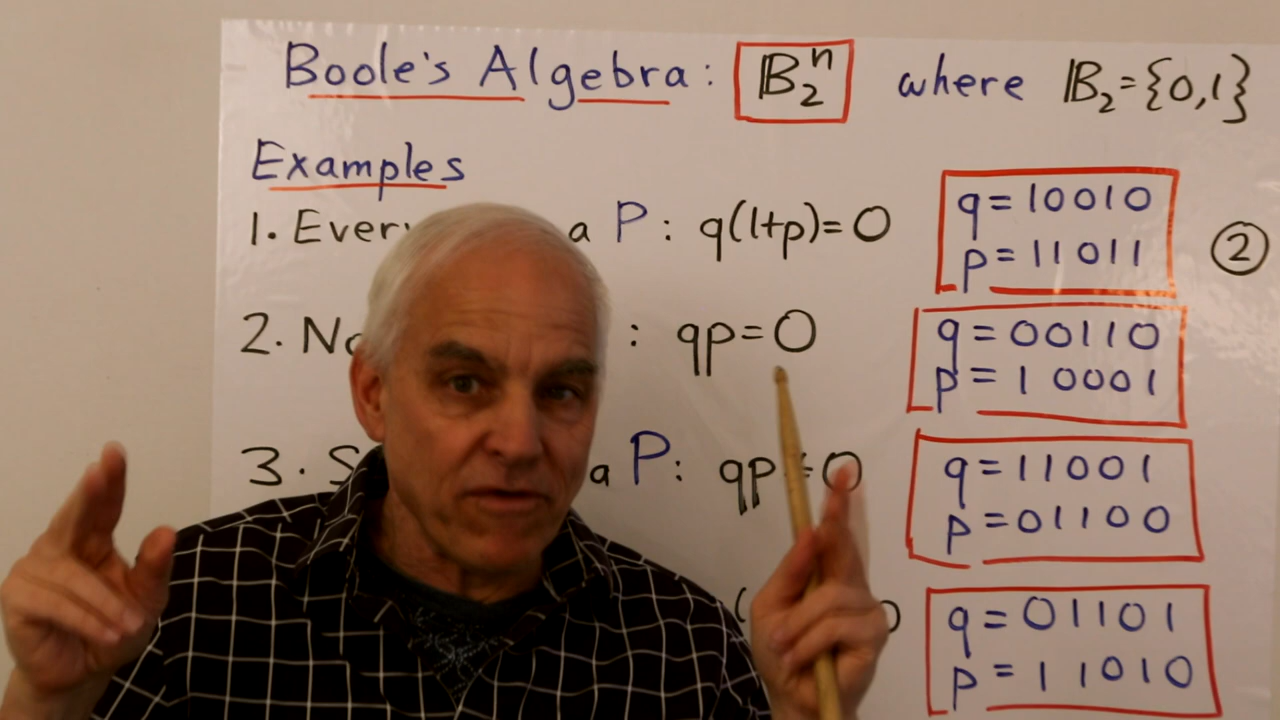 Boole's Algebra: B₂ⁿ where B₂={0,1}
Examples
1. a P: q(1+p)=0
q=10010
p=11011
②
2. : qp=0
q=00110
p=10001
3. a P: qp 0
q=11001
p=01100
(
q=01101
p=11010